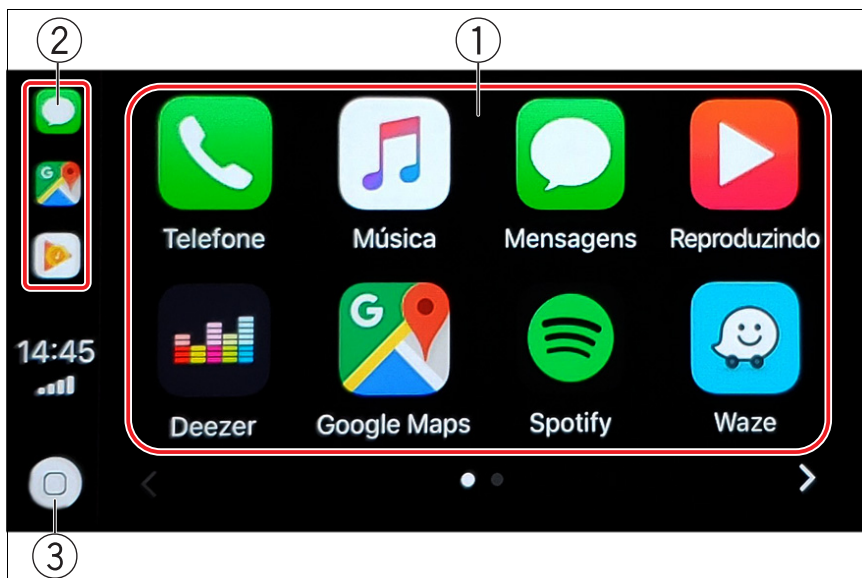 ② ①
Telefone Música Mensagens Reproduzindo
14:45
G
Deezer Google Maps Spotify Waze
③